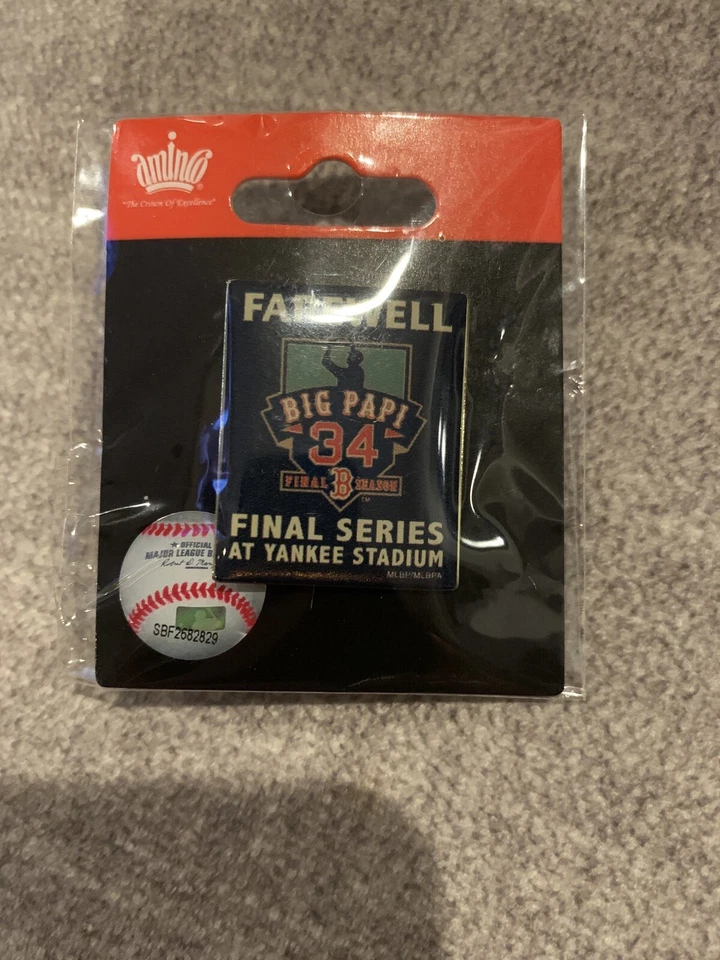 aminco
®
"The Crown Of Excellence"
FAREWELL
BIG PAPI
34
FINAL B SEASON
TM
FINAL SERIES
AT YANKEE STADIUM
MLBP/MLBPA
★ OFFICIAL
MAJOR LEAGUE B
SBF2682829